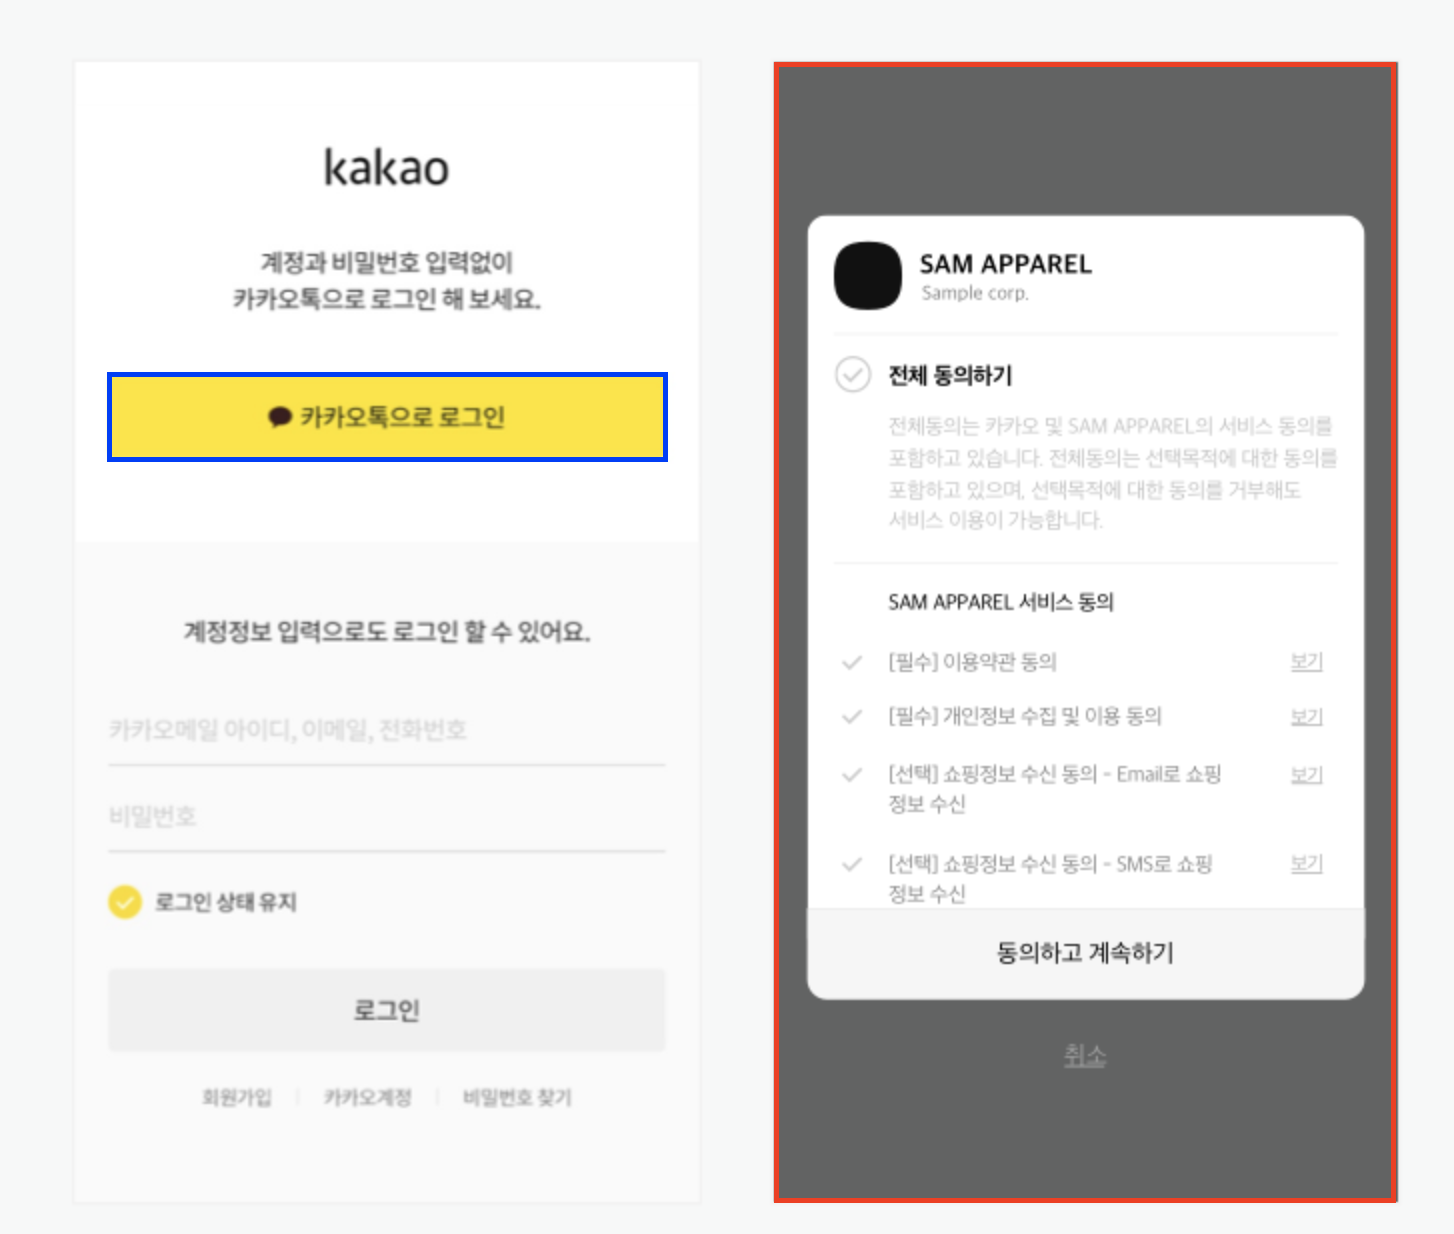 kakao
계정과 비밀번호 입력없이
카카오톡으로 로그인 해 보세요.
카카오톡으로 로그인
계정정보 입력으로도 로그인 할 수 있어요.
카카오메일 아이디, 이메일, 전화번호
비밀번호
로그인 상태 유지
로그인
회원가입 | 카카오계정 | 비밀번호 찾기
SAM APPAREL
Sample corp.
전체 동의하기
전체동의는 카카오 및 SAM APPAREL의 서비스 동의를
포함하고 있습니다. 전체동의는 선택목적에 대한 동의를
포함하고 있으며, 선택목적에 대한 동의를 거부해도
서비스 이용이 가능합니다.
SAM APPAREL 서비스 동의
[필수] 이용약관 동의 보기
[필수] 개인정보 수집 및 이용 동의 보기
[선택] 쇼핑정보 수신 동의 - Email로 쇼핑 보기
정보 수신
[선택] 쇼핑정보 수신 동의 - SMS로 쇼핑 보기
정보 수신
동의하고 계속하기
취소